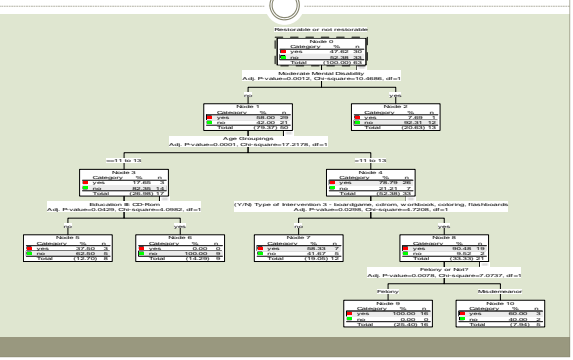 Restorable or not restorable
Node 0
Category % n
yes 47.62 30
no 52.38 33
Total (100.00) 63
Moderate Mental Disability
Adj. P-value=0.0012, Chi-square=10.4686, df=1
no
yes
Node 1
Category % n
yes 58.00 29
no 42.00 21
Total (79.37) 50
Node 2
Category % n
yes 7.69 1
no 92.31 12
Total (20.63) 13
Age Groupings
Adj. P-value=0.0001, Chi-square=17.2178, df=1
<=11 to 13
>11 to 13
Node 3
Category % n
yes 17.65 3
no 82.35 14
Total (26.98) 17
Node 4
Category % n
yes 78.79 26
no 21.21 7
Total (52.38) 33
Education B: CD-Rom
Adj. P-value=0.0429, Chi-square=4.0982, df=1
(Y/N) Type of Intervention 3 - boardgame, cdrom, workbook, coloring, flashboards
Adj. P-value=0.0298, Chi-square=4.7208, df=1
no
yes
no
yes
Node 5
Category % n
yes 37.50 3
no 62.50 5
Total (12.70) 8
Node 6
Category % n
yes 0.00 0
no 100.00 9
Total (14.29) 9
Node 7
Category % n
yes 58.33 7
no 41.67 5
Total (19.05) 12
Node 8
Category % n
yes 90.48 19
no 9.52 2
Total (33.33) 21
Felony or Not?
Adj. P-value=0.0078, Chi-square=7.0737, df=1
Felony
Misdemeanor
Node 9
Category % n
yes 100.00 16
no 0.00 0
Total (25.40) 16
Node 10
Category % n
yes 60.00 3
no 40.00 2
Total (7.94) 5